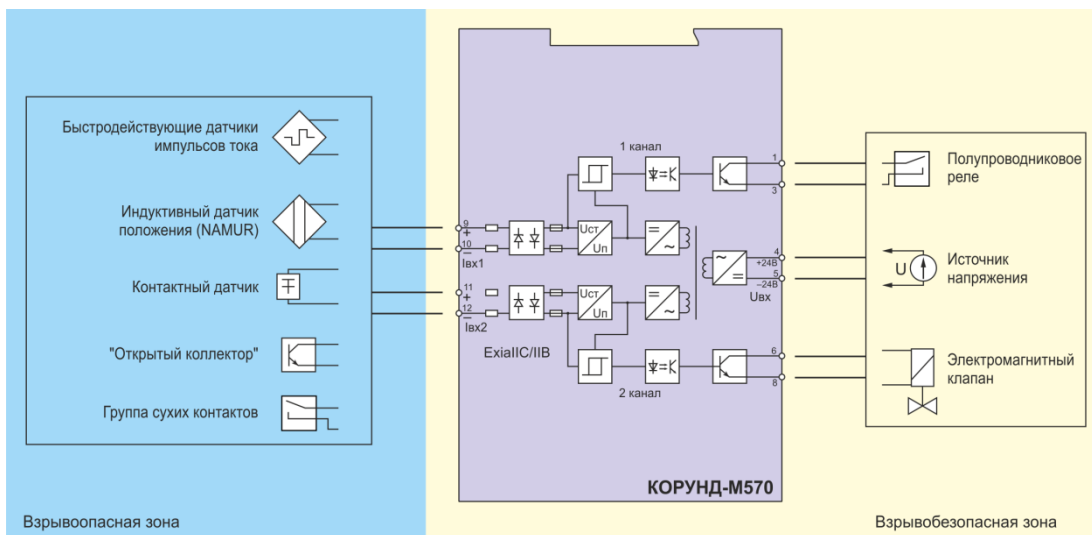 Быстродействующие датчики
импульсов тока
Индуктивный датчик
положения (NAMUR)
Контактный датчик
"Открытый коллектор"
Группа сухих контактов
Взрывоопасная зона
1 канал
9
+
10
–
Iвх1
11
+
12
–
Iвх2
ExiaIIC/IIB
Uст
Uп
Uст
Uп
2 канал
1
3
4
+24В
5
–24В
Uвх
6
8
КОРУНД-М570
Полупроводниковое
реле
U
Источник
напряжения
Электромагнитный
клапан
Взрывобезопасная зона